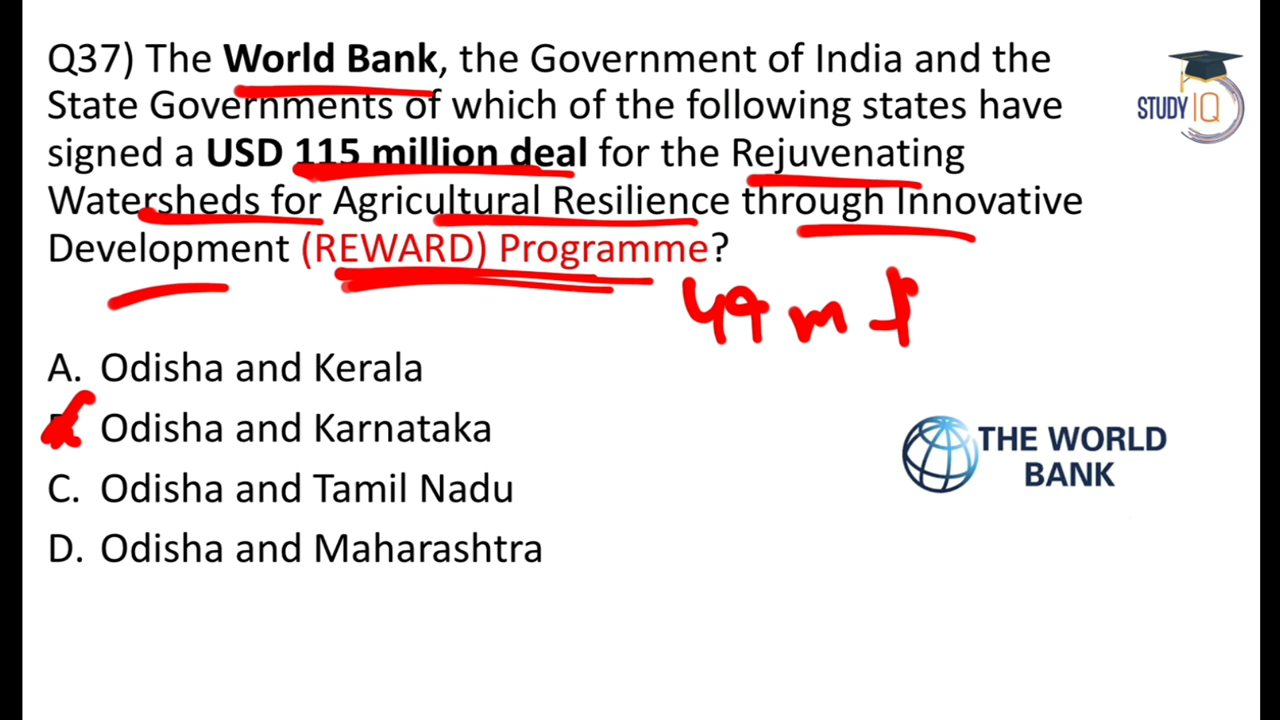 Q37) The World Bank, the Government of India and the
State Governments of which of the following states have
signed a USD 115 million deal for the Rejuvenating
Watersheds for Agricultural Resilience through Innovative
Development (REWARD) Programme?
49 m $
A. Odisha and Kerala
Odisha and Karnataka
C. Odisha and Tamil Nadu
D. Odisha and Maharashtra
STUDY IQ
THE WORLD
BANK